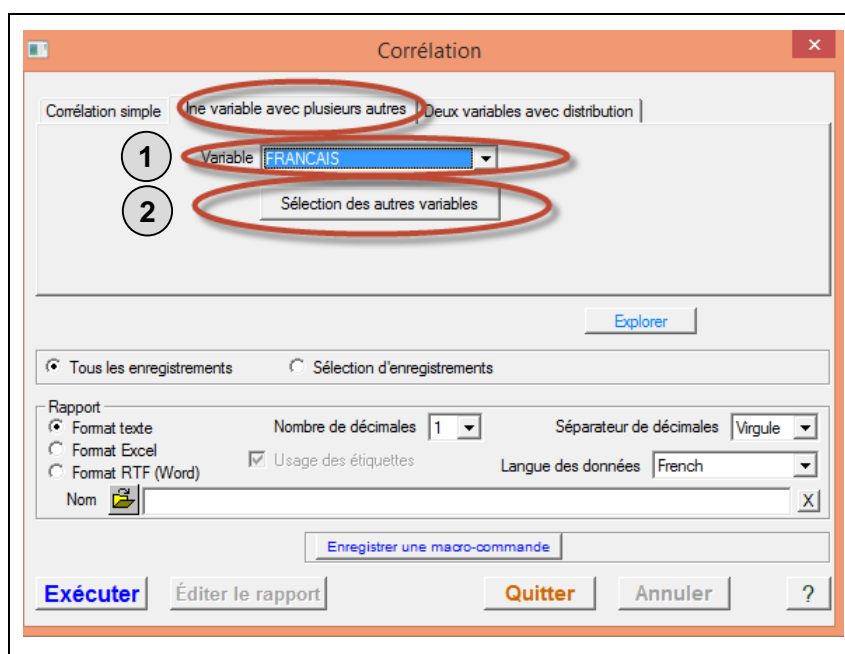 Corrélation
Corrélation simple Une variable avec plusieurs autres Deux variables avec distribution
1 Variable FRANCAIS
2 Sélection des autres variables
Explorer
Tous les enregistrements Sélection d'enregistrements
Rapport
Format texte Nombre de décimales 1 Séparateur de décimales Virgule
Format Excel Usage des étiquettes Langue des données French
Format RTF (Word)
Nom X
Enregistrer une macro-commande
Exécuter Éditer le rapport Quitter Annuler ?